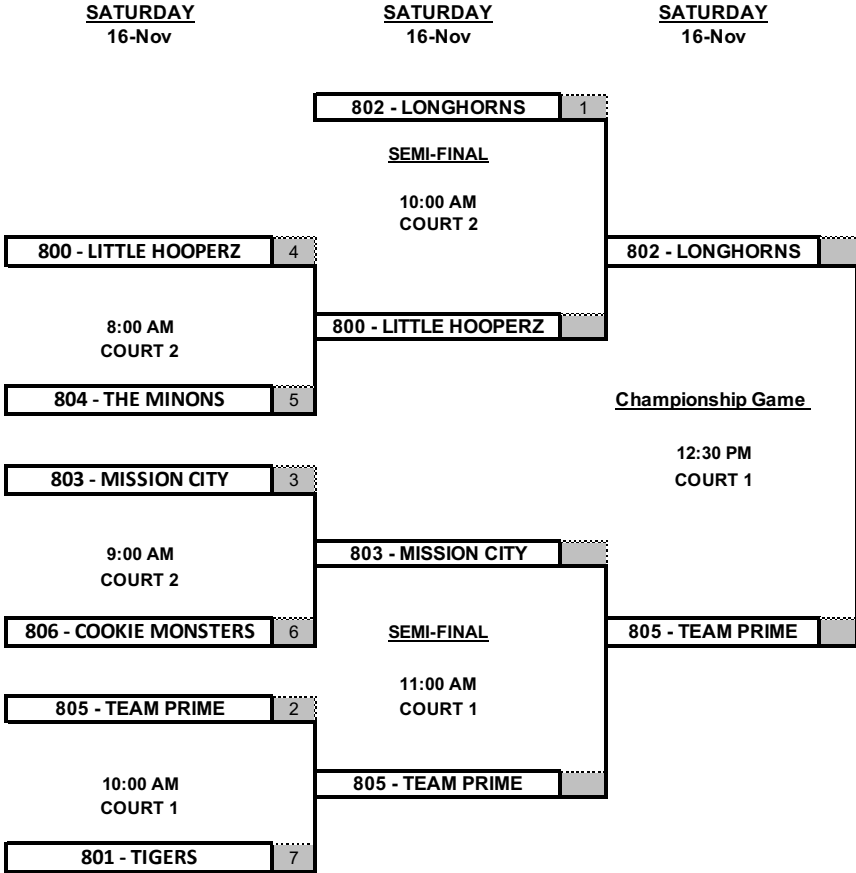 SATURDAY SATURDAY SATURDAY
16-Nov 16-Nov 16-Nov
802 - LONGHORNS 1
SEMI-FINAL
10:00 AM
COURT 2
800 - LITTLE HOOPERZ 4 802 - LONGHORNS
8:00 AM 800 - LITTLE HOOPERZ
COURT 2
804 - THE MINONS 5 Championship Game
12:30 PM
803 - MISSION CITY 3 COURT 1
9:00 AM 803 - MISSION CITY
COURT 2
806 - COOKIE MONSTERS 6 SEMI-FINAL 805 - TEAM PRIME
11:00 AM
805 - TEAM PRIME 2 COURT 1
10:00 AM 805 - TEAM PRIME
COURT 1
801 - TIGERS 7